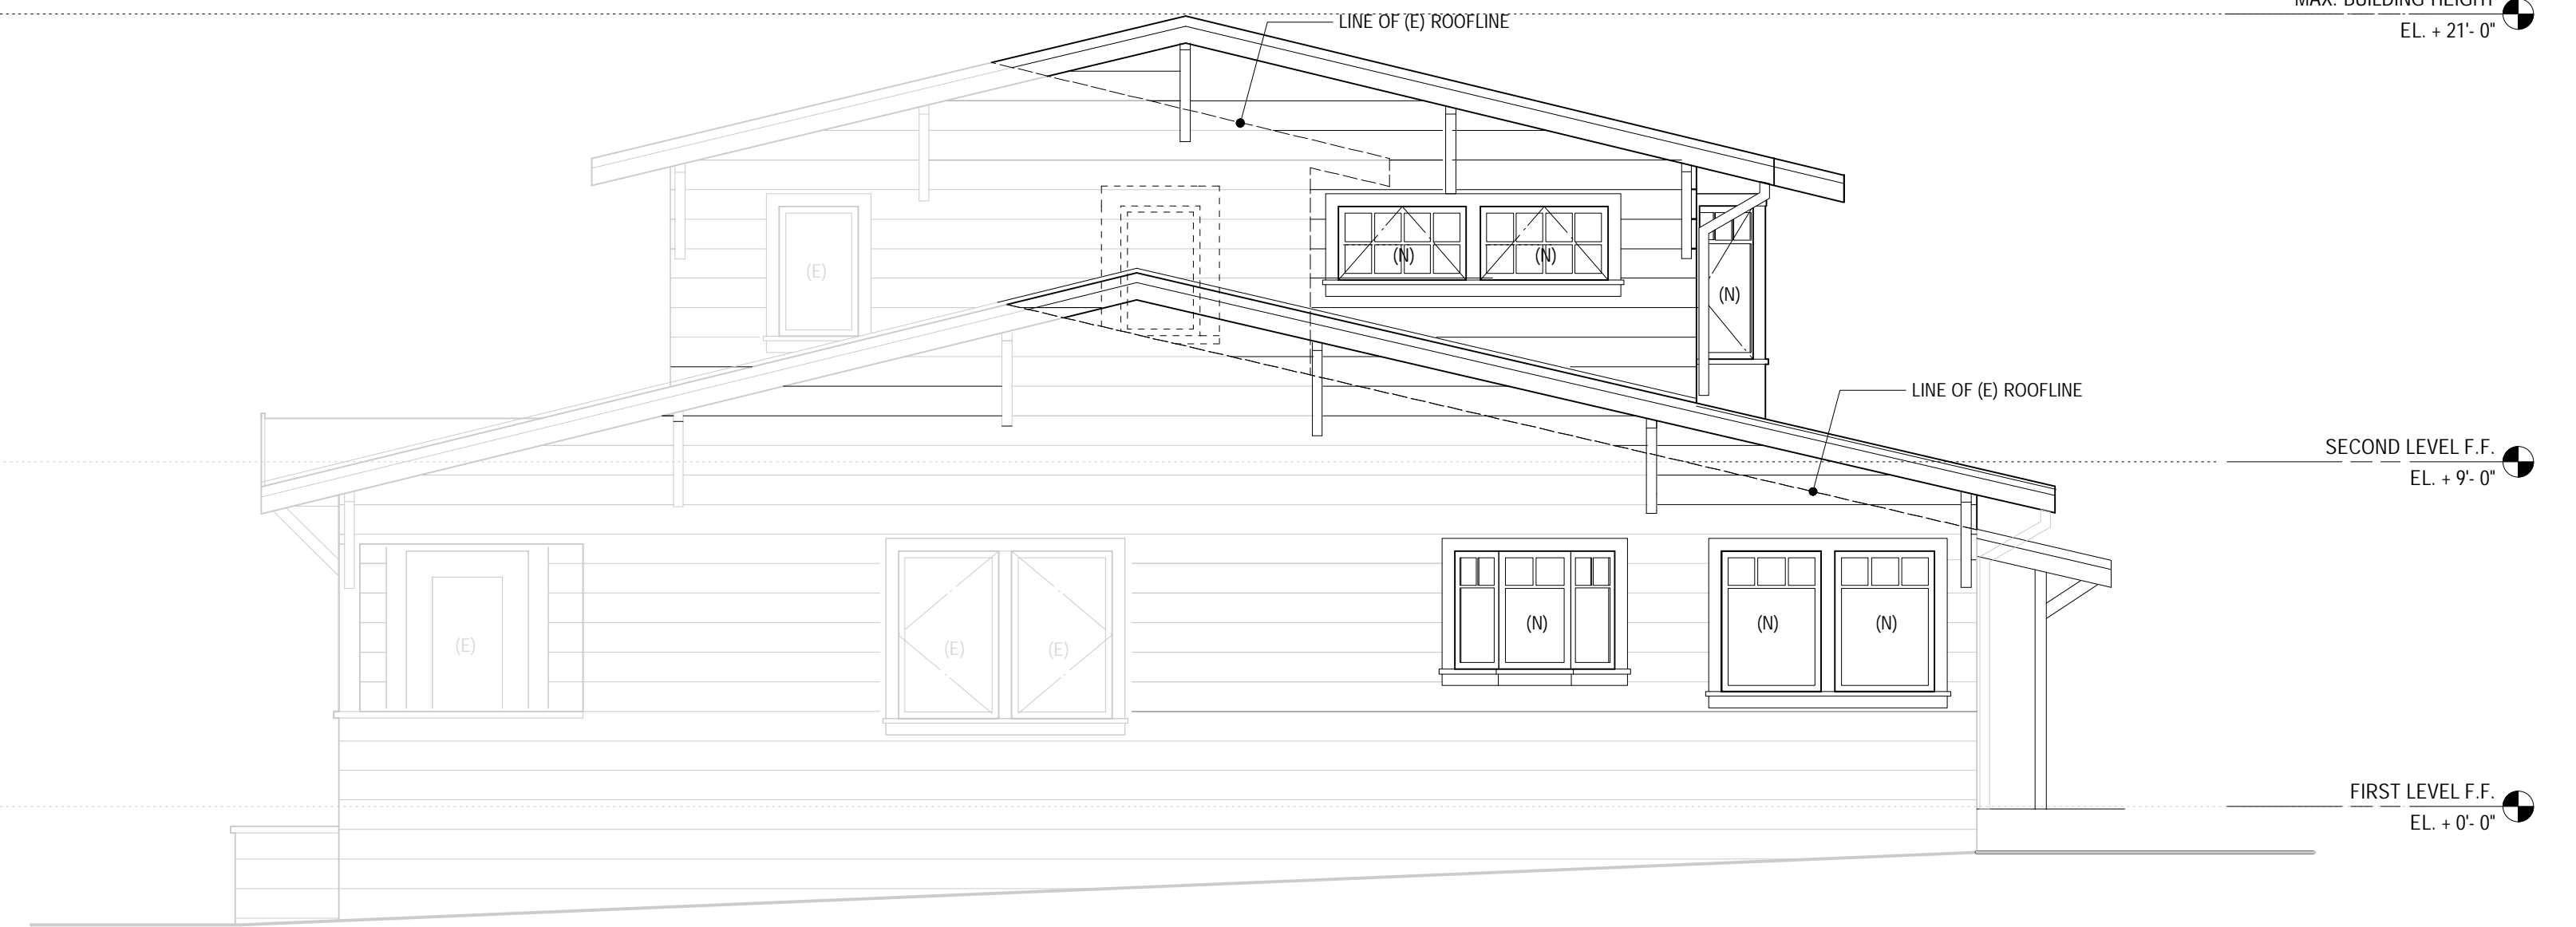 MAX. BUILDING HEIGHT
EL. + 21'- 0"
LINE OF (E) ROOFLINE
(E)
(N)
(N)
(N)
LINE OF (E) ROOFLINE
SECOND LEVEL F.F.
EL. + 9'- 0"
(E)
(E)
(E)
(N)
(N)
(N)
FIRST LEVEL F.F.
EL. + 0'- 0"